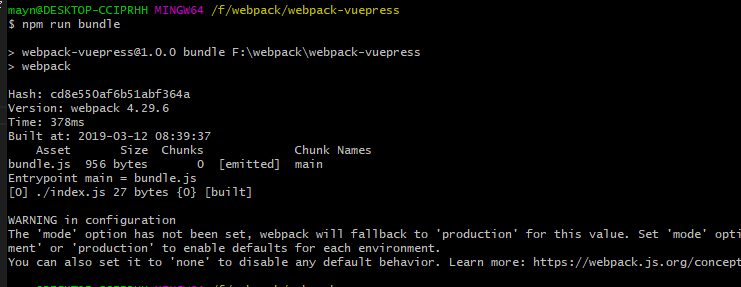 mayn@DESKTOP-CCIPRHH MINGW64 /f/webpack/webpack-vuepress
$ npm run bundle
> webpack-vuepress@1.0.0 bundle F:\webpack\webpack-vuepress
> webpack
Hash: cd8e550af6b51abf364a
Version: webpack 4.29.6
Time: 378ms
Built at: 2019-03-12 08:39:37
Asset Size Chunks Chunk Names
bundle.js 956 bytes 0 [emitted] main
Entrypoint main = bundle.js
[0] ./index.js 27 bytes {0} [built]
WARNING in configuration
The 'mode' option has not been set, webpack will fallback to 'production' for this value. Set 'mode' opti
ment' or 'production' to enable defaults for each environment.
You can also set it to 'none' to disable any default behavior. Learn more: https://webpack.js.org/concept